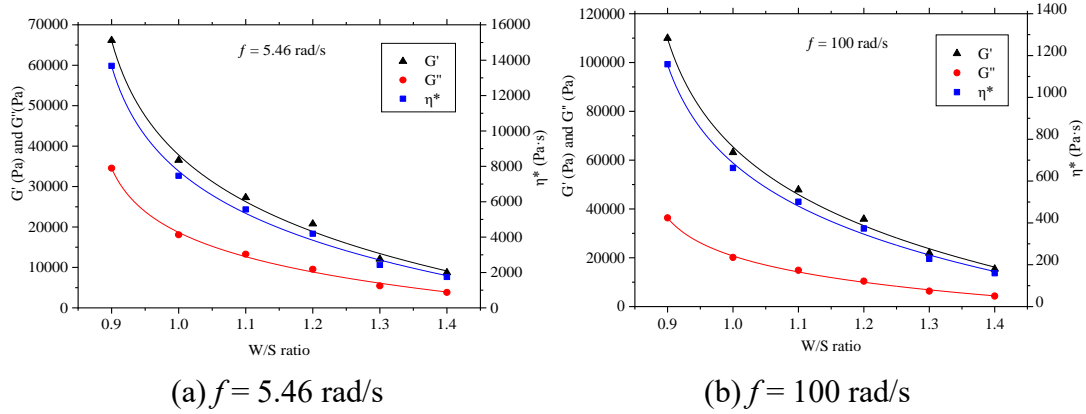 f = 5.46 rad/s
G'
G''
η*
70000
60000
50000
40000
30000
20000
10000
0
16000
14000
12000
10000
8000
6000
4000
2000
0
G' (Pa) and G''(Pa)
η* (Pa·s)
0.9 1.0 1.1 1.2 1.3 1.4
W/S ratio
(a) f = 5.46 rad/s
f = 100 rad/s
G'
G''
η*
120000
100000
80000
60000
40000
20000
0
1400
1200
1000
800
600
400
200
0
G' (Pa) and G'' (Pa)
η* (Pa·s)
0.9 1.0 1.1 1.2 1.3 1.4
W/S ratio
(b) f = 100 rad/s